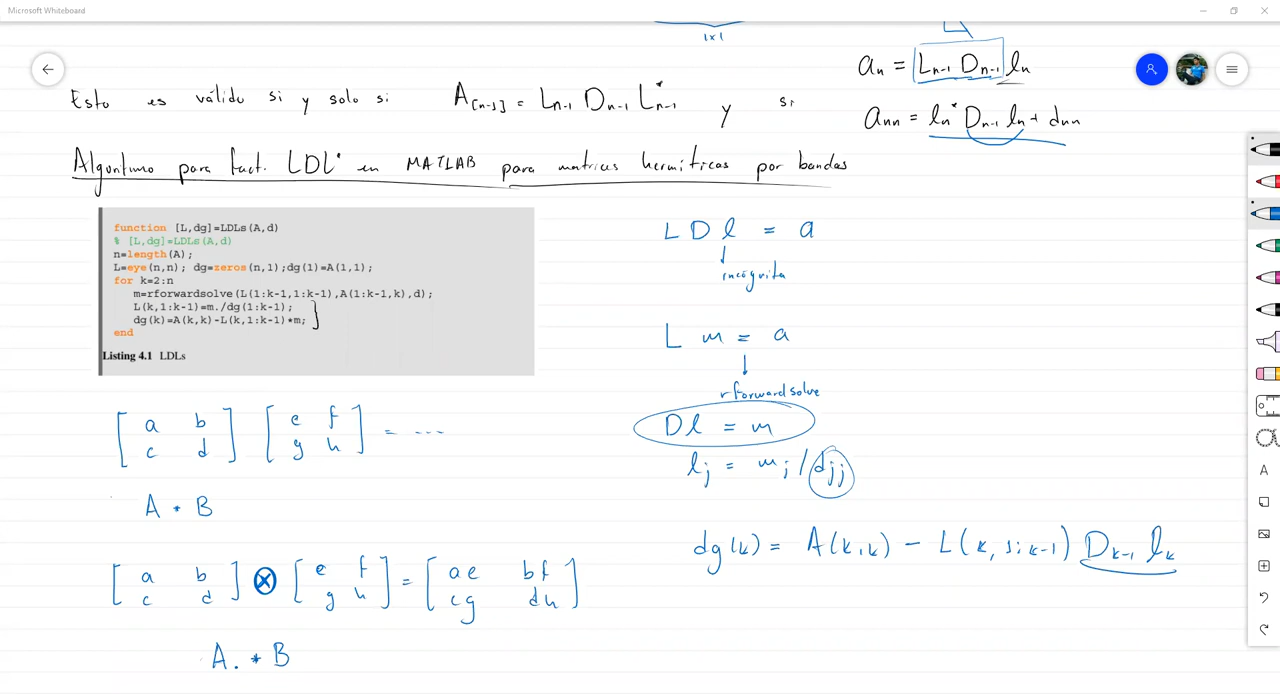 Microsoft Whiteboard
1x1
an = Ln-1 Dn-1 ln
Esto es válido si y solo si A[n-1] = Ln-1 Dn-1 L*n-1 y si ann = ln* Dn-1 ln + dnn
Algoritmo para fact. LDL* en MATLAB para matrices hermíticas por bandas
function [L,dg]=LDLs(A,d)
% [L,dg]=LDLs(A,d)
n=length(A);
L=eye(n,n); dg=zeros(n,1);dg(1)=A(1,1);
for k=2:n
m=rforwardsolve(L(1:k-1,1:k-1),A(1:k-1,k),d);
L(k,1:k-1)=m./dg(1:k-1);
dg(k)=A(k,k)-L(k,1:k-1)*m;
end
Listing 4.1 LDLs
L D l = a
incógnita
L m = a
rforwardsolve
Dl = m
lj = mj / djj
dg(k) = A(k,k) - L(k,1:k-1) Dk-1 lk
[a b] [e f] = ...
[c d] [g h]
A * B
[a b] ⊗ [e f] = [ae bf]
[c d] [g h] [cg dh]
A. * B
A